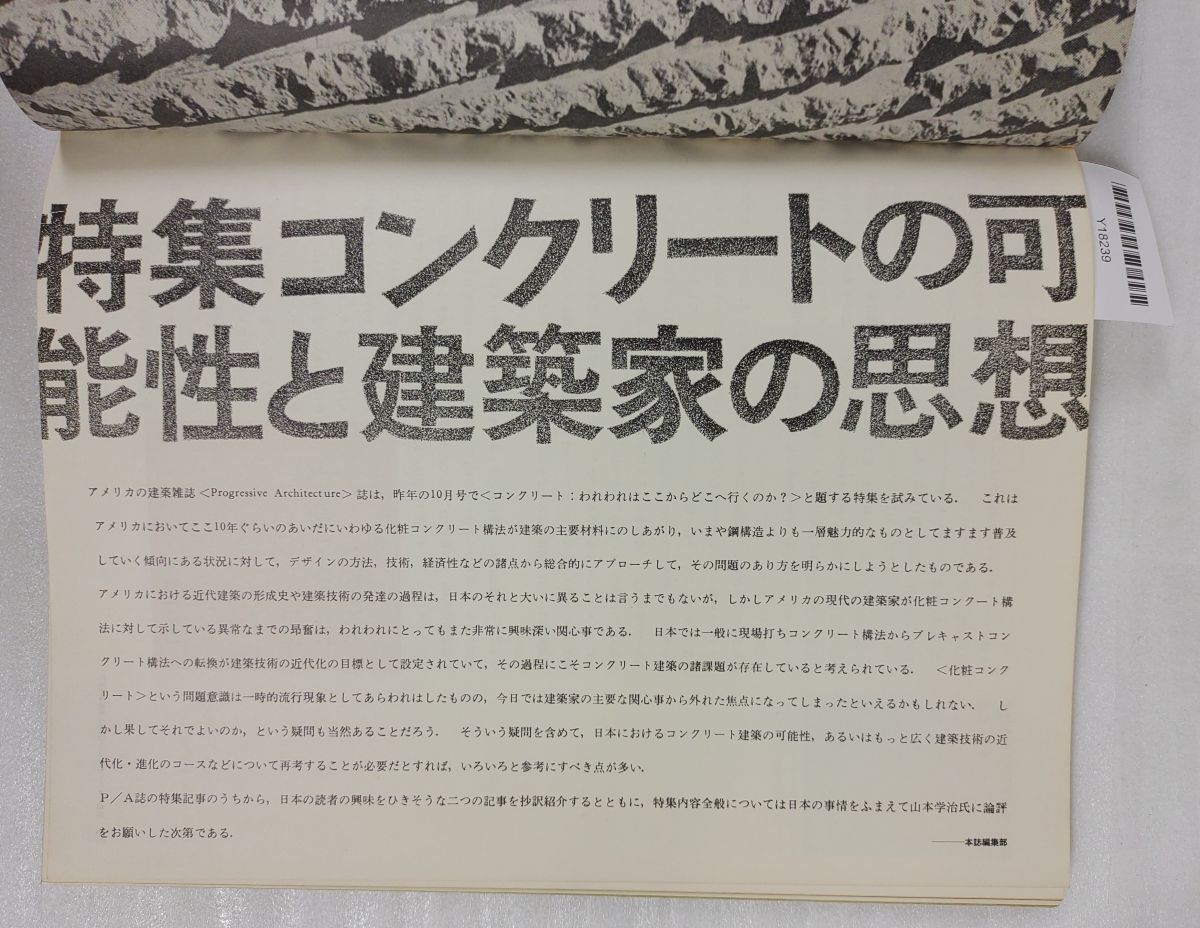 特集コンクリートの可
能性と建築家の思想
Y18239
アメリカの建築雑誌＜Progressive Architecture＞誌は，昨年の10月号で＜コンクリート：われわれはここからどこへ行くのか？＞と題する特集を試みている．　これは
アメリカにおいてここ10年ぐらいのあいだにいわゆる化粧コンクリート構法が建築の主要材料にのしあがり，いまや鋼構造よりも一層魅力的なものとしてますます普及
していく傾向にある状況に対して，デザインの方法，技術，経済性などの諸点から総合的にアプローチして，その問題のあり方を明らかにしようとしたものである．
アメリカにおける近代建築の形成史や建築技術の発達の過程は，日本のそれと大いに異ることは言うまでもないが，しかしアメリカの現代の建築家が化粧コンクート構
法に対して示している異常なまでの昂奮は，われわれにとってもまた非常に興味深い関心事である．　日本では一般に現場打ちコンクリート構法からプレキャストコン
クリート構法への転換が建築技術の近代化の目標として設定されていて，その過程にこそコンクリート建築の諸課題が存在していると考えられている．　＜化粧コンク
リート＞という問題意識は一時的流行現象としてあらわれはしたものの，今日では建築家の主要な関心事から外れた焦点になってしまったといえるかもしれない．　し
かし果してそれでよいのか，という疑問も当然あることだろう．　そういう疑問を含めて，日本におけるコンクリート建築の可能性，あるいはもっと広く建築技術の近
代化・進化のコースなどについて再考することが必要だとすれば，いろいろと参考にすべき点が多い．
P／A誌の特集記事のうちから，日本の読者の興味をひきそうな二つの記事を抄訳紹介するとともに，特集内容全般については日本の事情をふまえて山本学治氏に論評
をお願いした次第である．
――本誌編集部